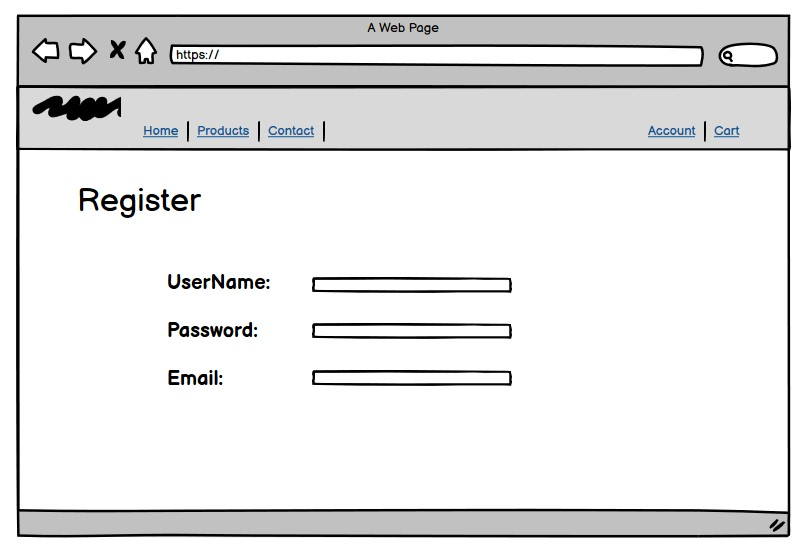 A Web Page
https://
Home Products Contact Account Cart
Register
UserName:
Password:
Email: